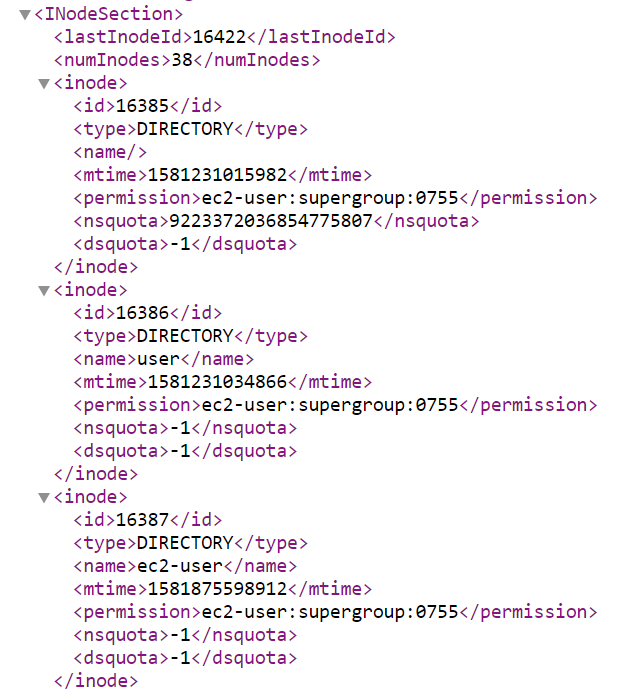 ▼<INodeSection>
<lastInodeId>16422</lastInodeId>
<numInodes>38</numInodes>
▼<inode>
<id>16385</id>
<type>DIRECTORY</type>
<name/>
<mtime>1581231015982</mtime>
<permission>ec2-user:supergroup:0755</permission>
<nsquota>9223372036854775807</nsquota>
<dsquota>-1</dsquota>
</inode>
▼<inode>
<id>16386</id>
<type>DIRECTORY</type>
<name>user</name>
<mtime>1581231034866</mtime>
<permission>ec2-user:supergroup:0755</permission>
<nsquota>-1</nsquota>
<dsquota>-1</dsquota>
</inode>
▼<inode>
<id>16387</id>
<type>DIRECTORY</type>
<name>ec2-user</name>
<mtime>1581875598912</mtime>
<permission>ec2-user:supergroup:0755</permission>
<nsquota>-1</nsquota>
<dsquota>-1</dsquota>
</inode>